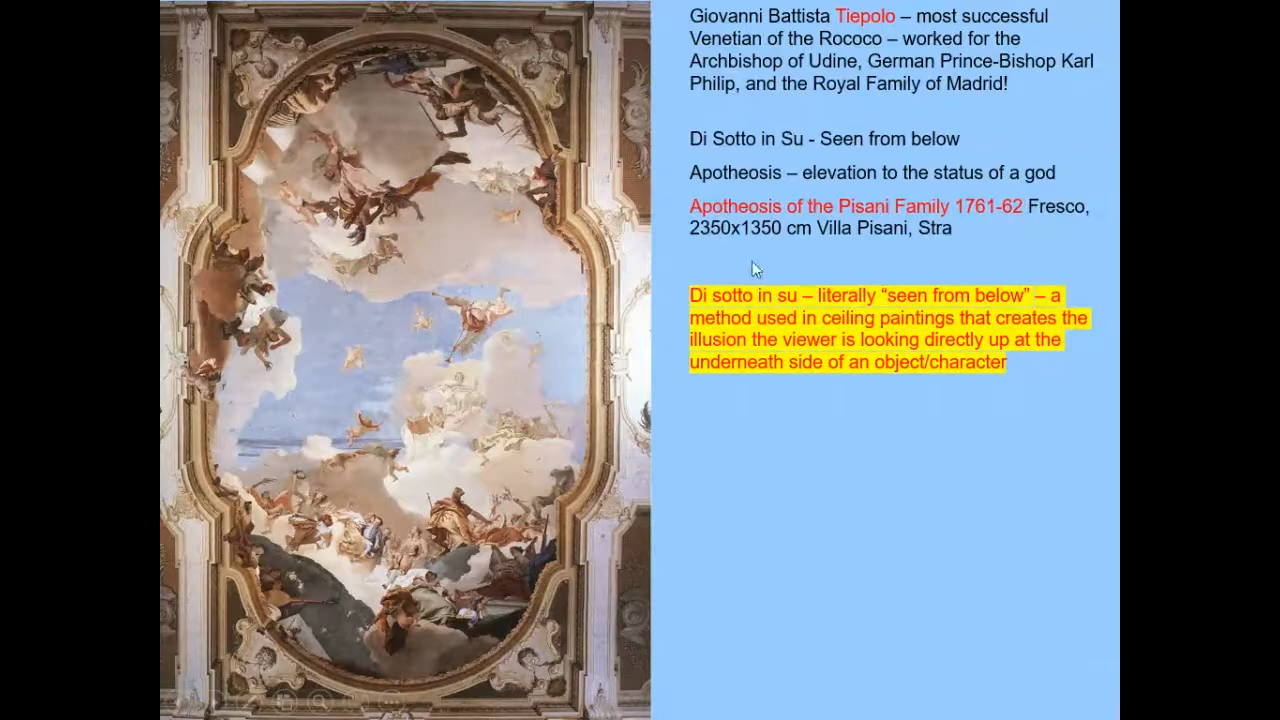 Giovanni Battista Tiepolo – most successful
Venetian of the Rococo – worked for the
Archbishop of Udine, German Prince-Bishop Karl
Philip, and the Royal Family of Madrid!
Di Sotto in Su - Seen from below
Apotheosis – elevation to the status of a god
Apotheosis of the Pisani Family 1761-62 Fresco,
2350x1350 cm Villa Pisani, Stra
Di sotto in su – literally “seen from below” – a
method used in ceiling paintings that creates the
illusion the viewer is looking directly up at the
underneath side of an object/character